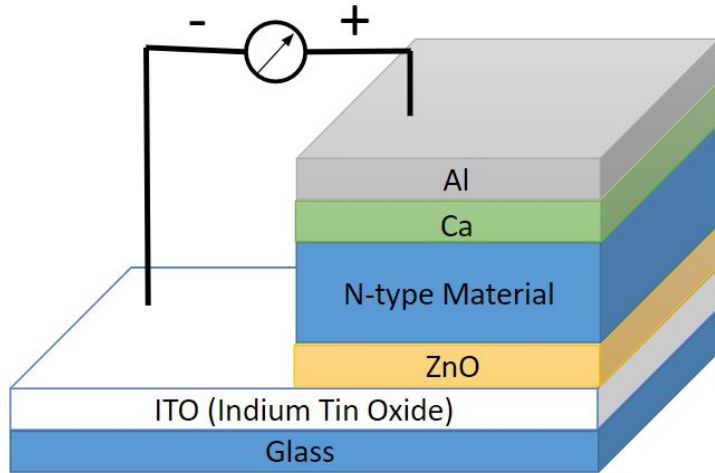 - +
Al
Ca
N-type Material
ZnO
ITO (Indium Tin Oxide)
Glass